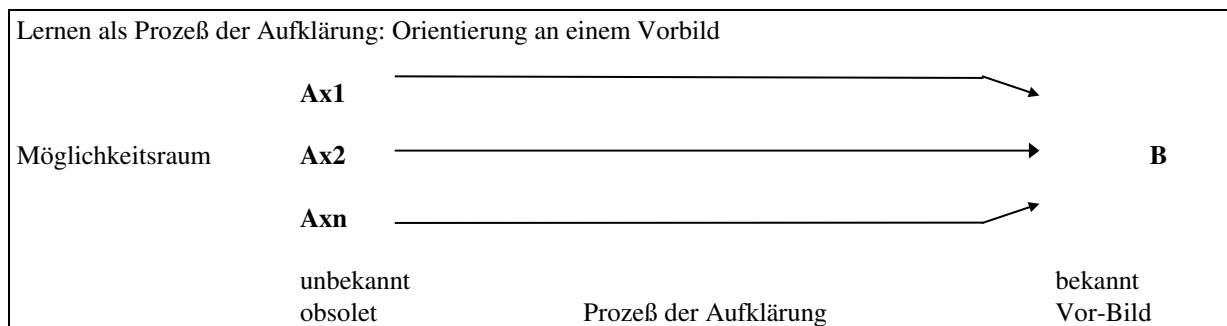 Lernen als Prozeß der Aufklärung: Orientierung an einem Vorbild
Ax1
Möglichkeitsraum Ax2 B
Axn
unbekannt bekannt
obsolet Prozeß der Aufklärung Vor-Bild